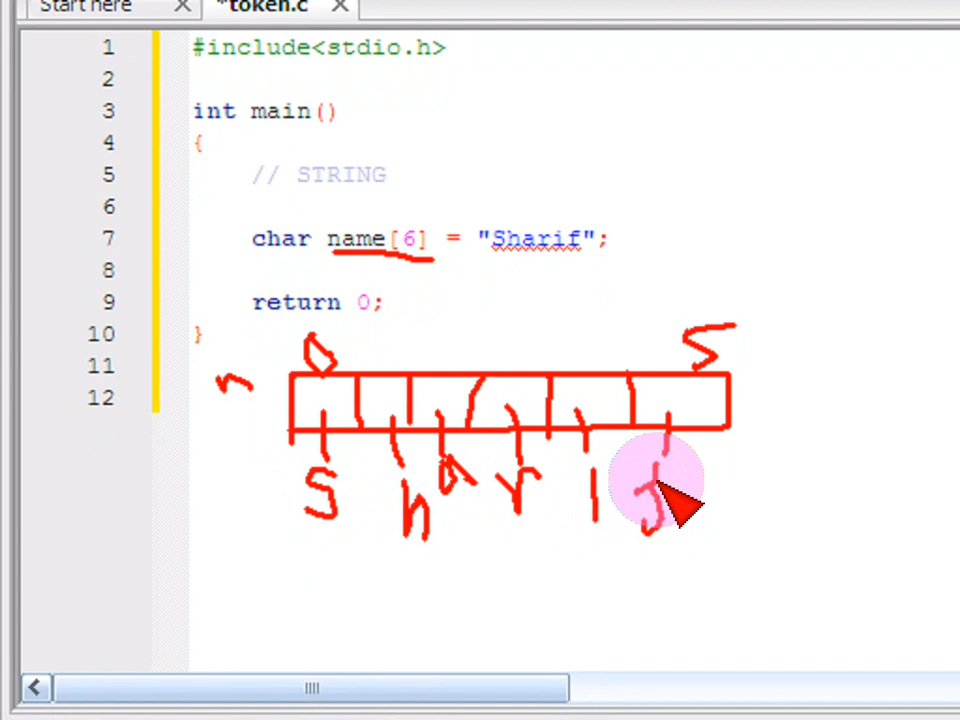 Start here
*token.c
1 #include<stdio.h>
2
3 int main()
4 {
5 // STRING
6
7 char name[6] = "Sharif";
8
9 return 0;
10 }
11
12
n
0 5
S h a r i f